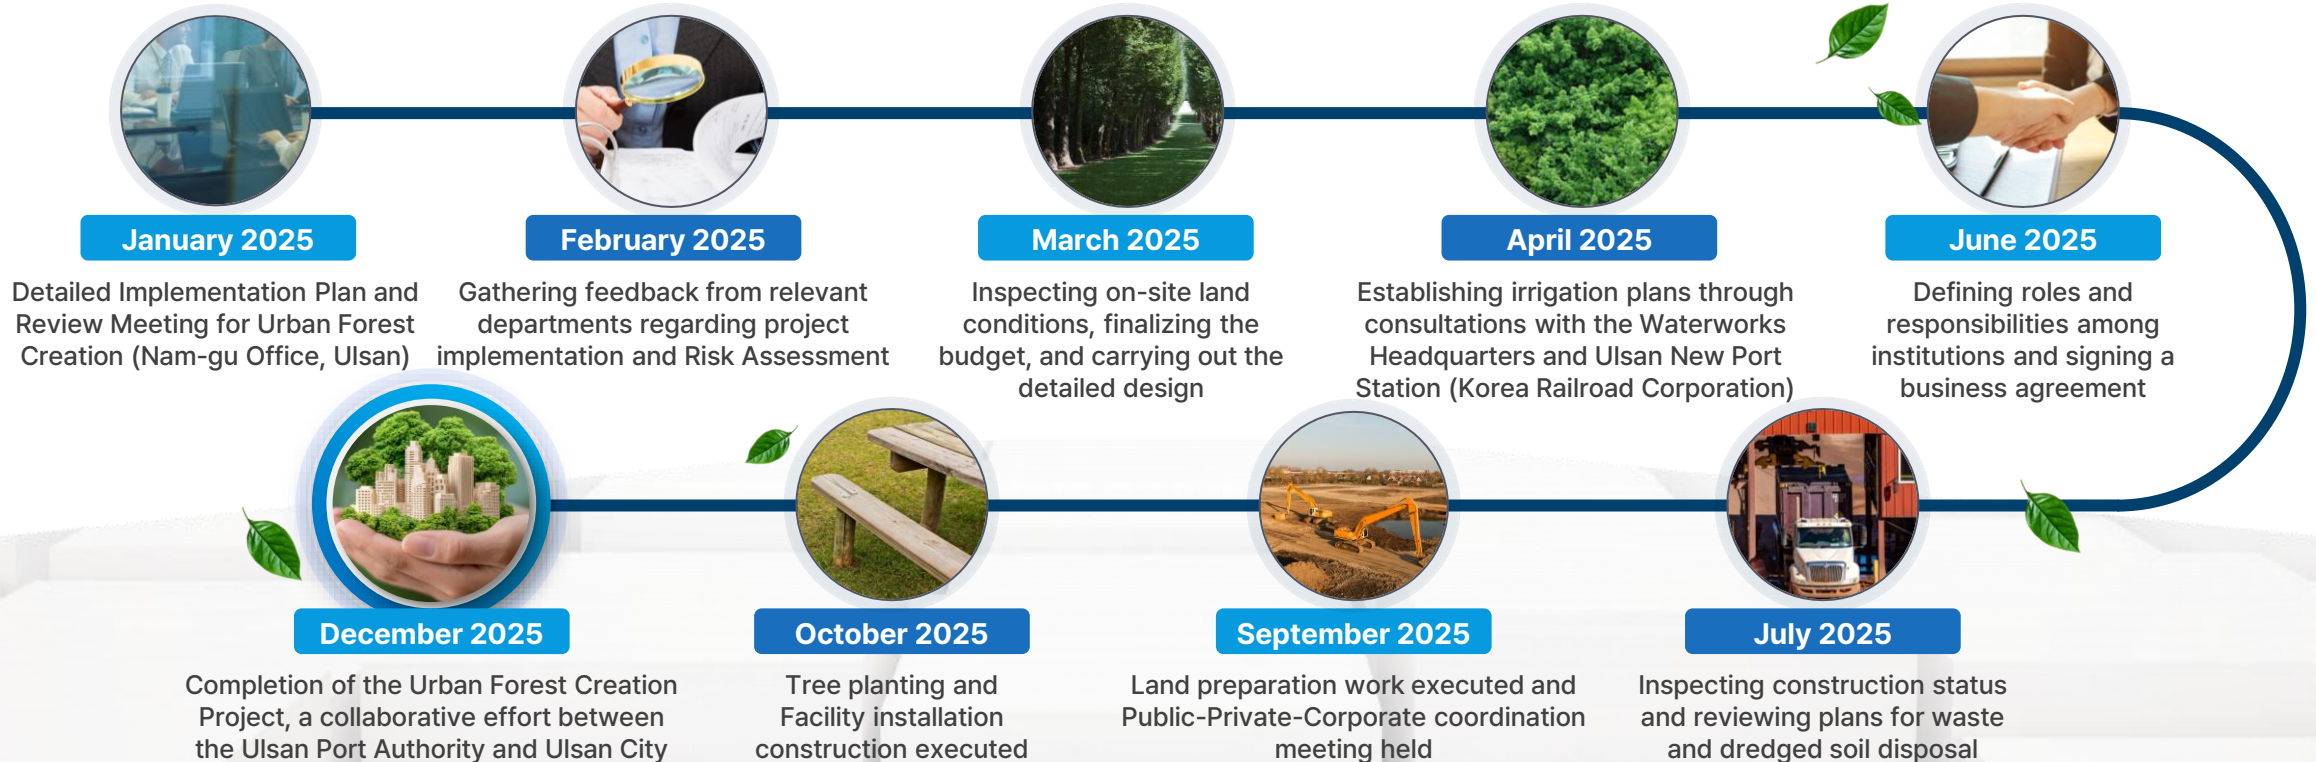 January 2025
Detailed Implementation Plan and
Review Meeting for Urban Forest
Creation (Nam-gu Office, Ulsan)
February 2025
Gathering feedback from relevant
departments regarding project
implementation and Risk Assessment
March 2025
Inspecting on-site land
conditions, finalizing the
budget, and carrying out the
detailed design
April 2025
Establishing irrigation plans through
consultations with the Waterworks
Headquarters and Ulsan New Port
Station (Korea Railroad Corporation)
June 2025
Defining roles and
responsibilities among
institutions and signing a
business agreement
July 2025
Inspecting construction status
and reviewing plans for waste
and dredged soil disposal
September 2025
Land preparation work executed and
Public-Private-Corporate coordination
meeting held
October 2025
Tree planting and
Facility installation
construction executed
December 2025
Completion of the Urban Forest Creation
Project, a collaborative effort between
the Ulsan Port Authority and Ulsan City